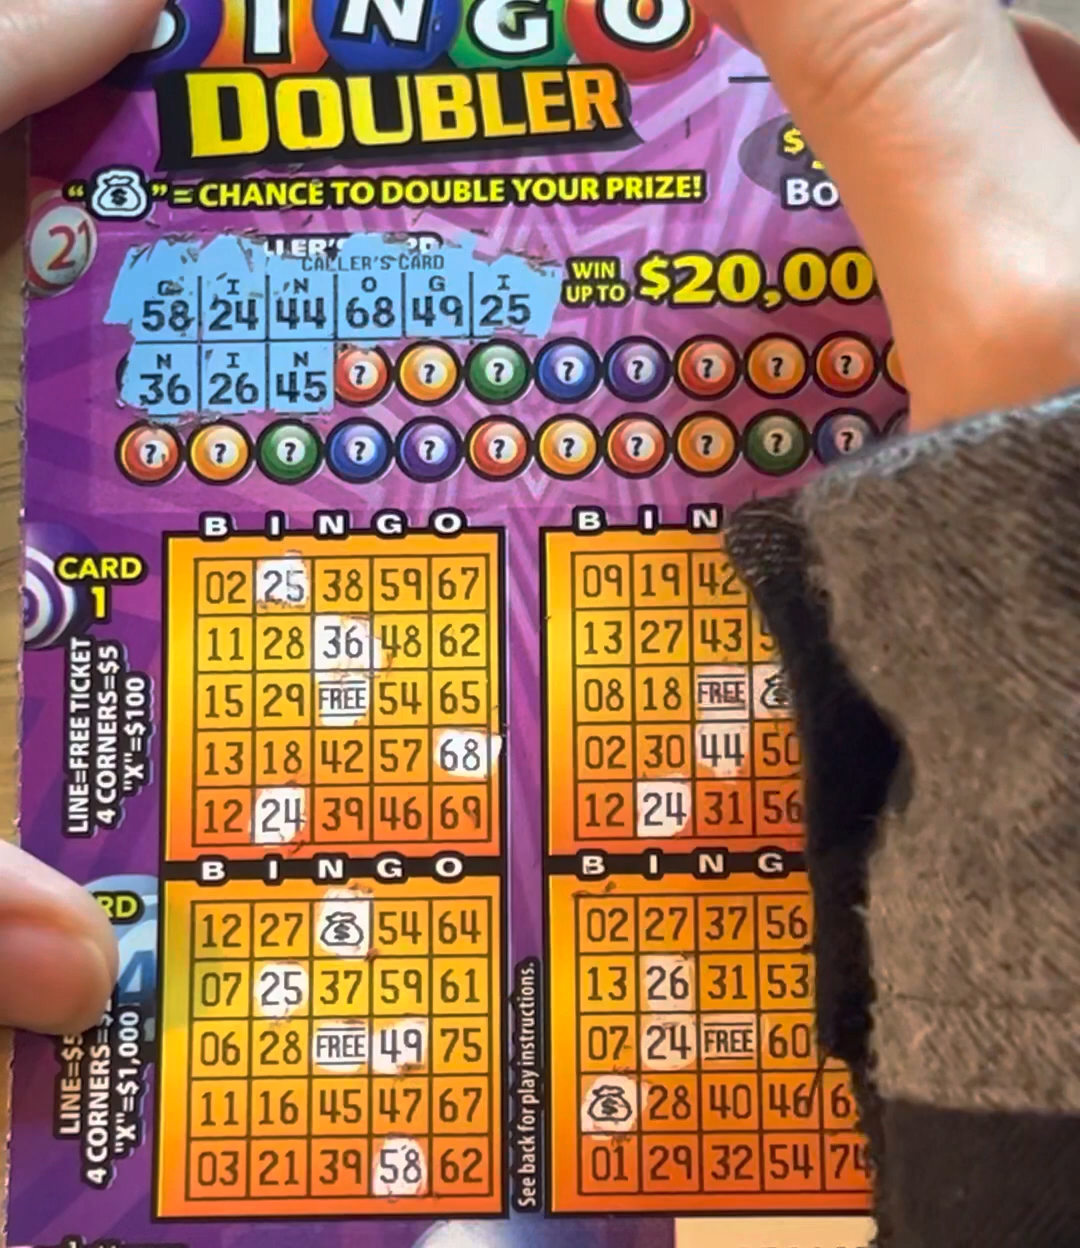 BINGO
DOUBLER
" $ " = CHANCE TO DOUBLE YOUR PRIZE!
$
BO
21
CALLER'S CARD
WIN UP TO $20,00
G I N O G I
58 24 44 68 49 25
N I N
36 26 45 ? ? ? ? ? ? ? ?
? ? ? ? ? ? ? ? ? ? ?
CARD 1
LINE=FREE TICKET
4 CORNERS=$5
"X"=$100
B I N G O
02 25 38 59 67
11 28 36 48 62
15 29 FREE 54 65
13 18 42 57 68
12 24 39 46 69
B I N
09 19 42
13 27 43
08 18 FREE $
02 30 44 50
12 24 31 56
RD
LINE=$5
4 CORNERS=
"X"=$1,000
B I N G O
12 27 $ 54 64
07 25 37 59 61
06 28 FREE 49 75
11 16 45 47 67
03 21 39 58 62
See back for play instructions.
B I N G
02 27 37 56
13 26 31 53
07 24 FREE 60
$ 28 40 46 6
01 29 32 54 74